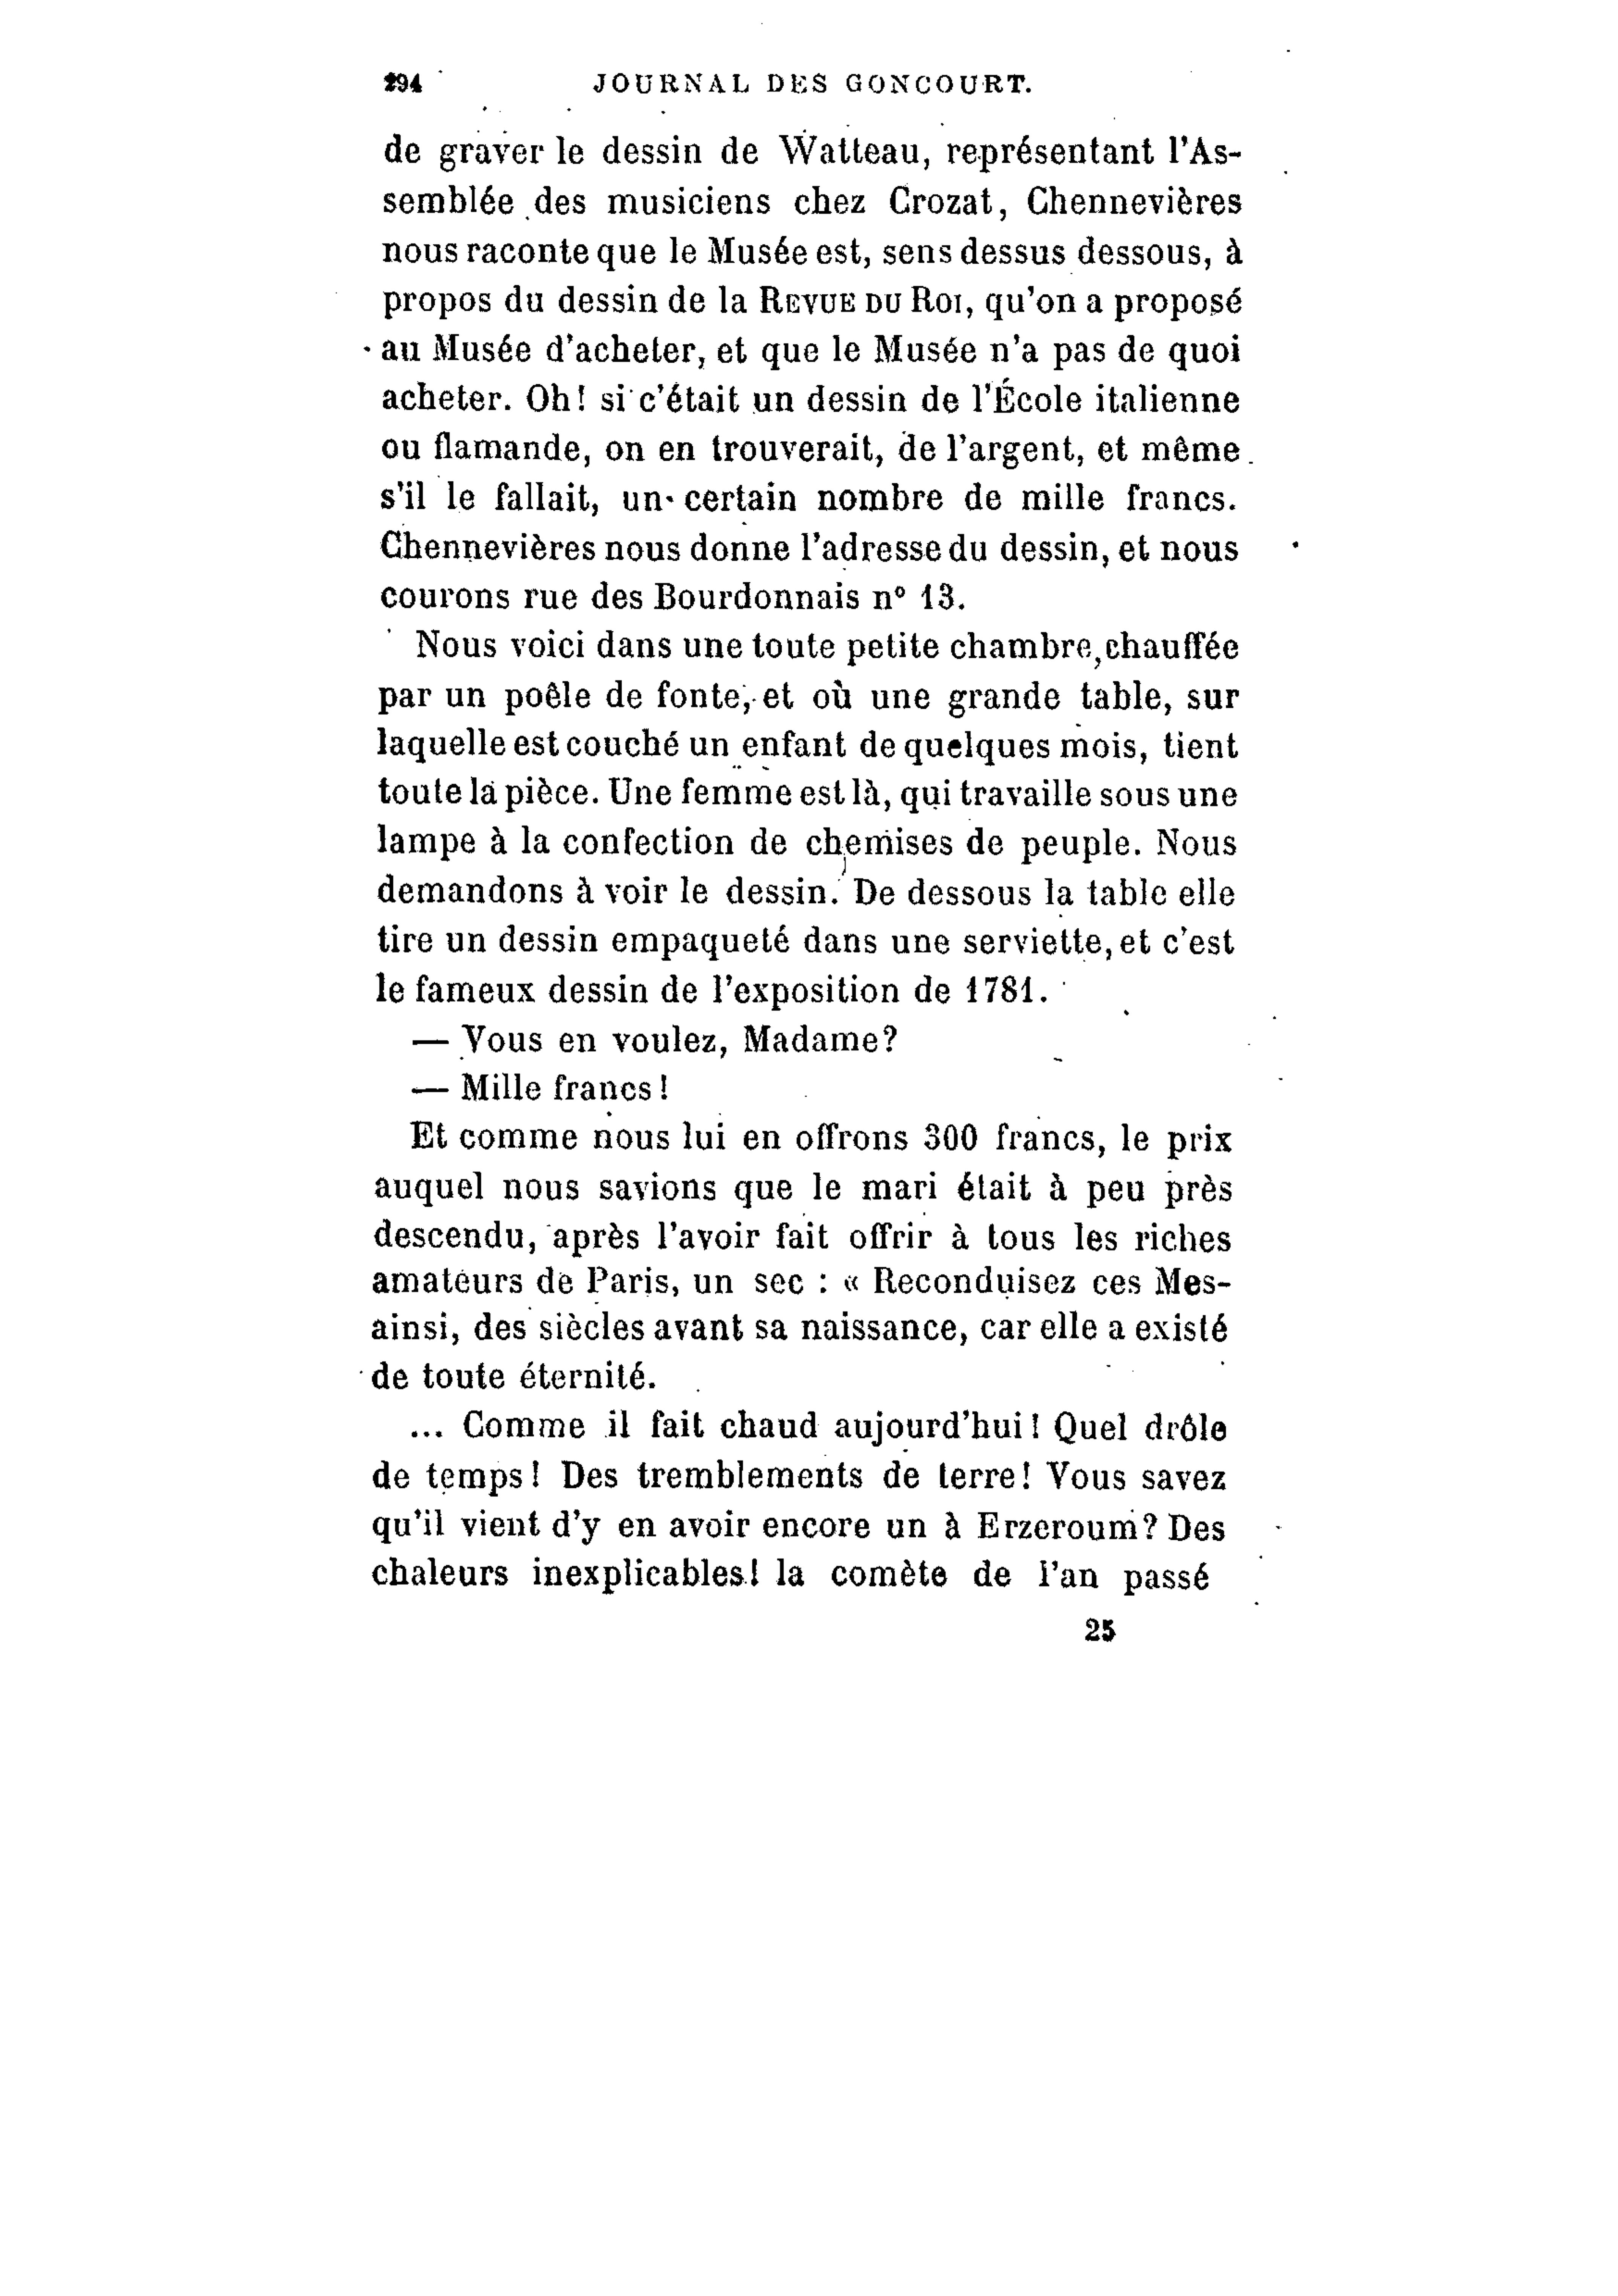 294 JOURNAL DES GONCOURT.
de graver le dessin de Watteau, représentant l'As-
semblée des musiciens chez Crozat, Chennevières
nous raconte que le Musée est, sens dessus dessous, à
propos du dessin de la REVUE DU ROI, qu'on a proposé
au Musée d'acheter, et que le Musée n'a pas de quoi
acheter. Oh! si c'était un dessin de l'École italienne
ou flamande, on en trouverait, de l'argent, et même
s'il le fallait, un certain nombre de mille francs.
Chennevières nous donne l'adresse du dessin, et nous
courons rue des Bourdonnais n° 13.
Nous voici dans une toute petite chambre, chauffée
par un poêle de fonte, et où une grande table, sur
laquelle est couché un enfant de quelques mois, tient
toute la pièce. Une femme est là, qui travaille sous une
lampe à la confection de chemises de peuple. Nous
demandons à voir le dessin. De dessous la table elle
tire un dessin empaqueté dans une serviette, et c'est
le fameux dessin de l'exposition de 1781.
— Vous en voulez, Madame?
— Mille francs!
Et comme nous lui en offrons 300 francs, le prix
auquel nous savions que le mari était à peu près
descendu, après l'avoir fait offrir à tous les riches
amateurs de Paris, un sec : « Reconduisez ces Mes-
ainsi, des siècles avant sa naissance, car elle a existé
de toute éternité.
... Comme il fait chaud aujourd'hui! Quel drôle
de temps! Des tremblements de terre! Vous savez
qu'il vient d'y en avoir encore un à Erzeroum? Des
chaleurs inexplicables! la comète de l'an passé
25